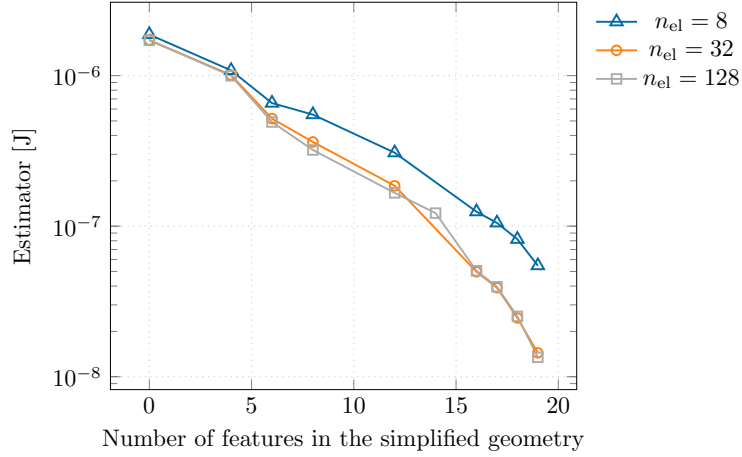 n_el = 8
n_el = 32
n_el = 128
10^−6
10^−7
10^−8
Estimator [J]
0 5 10 15 20
Number of features in the simplified geometry